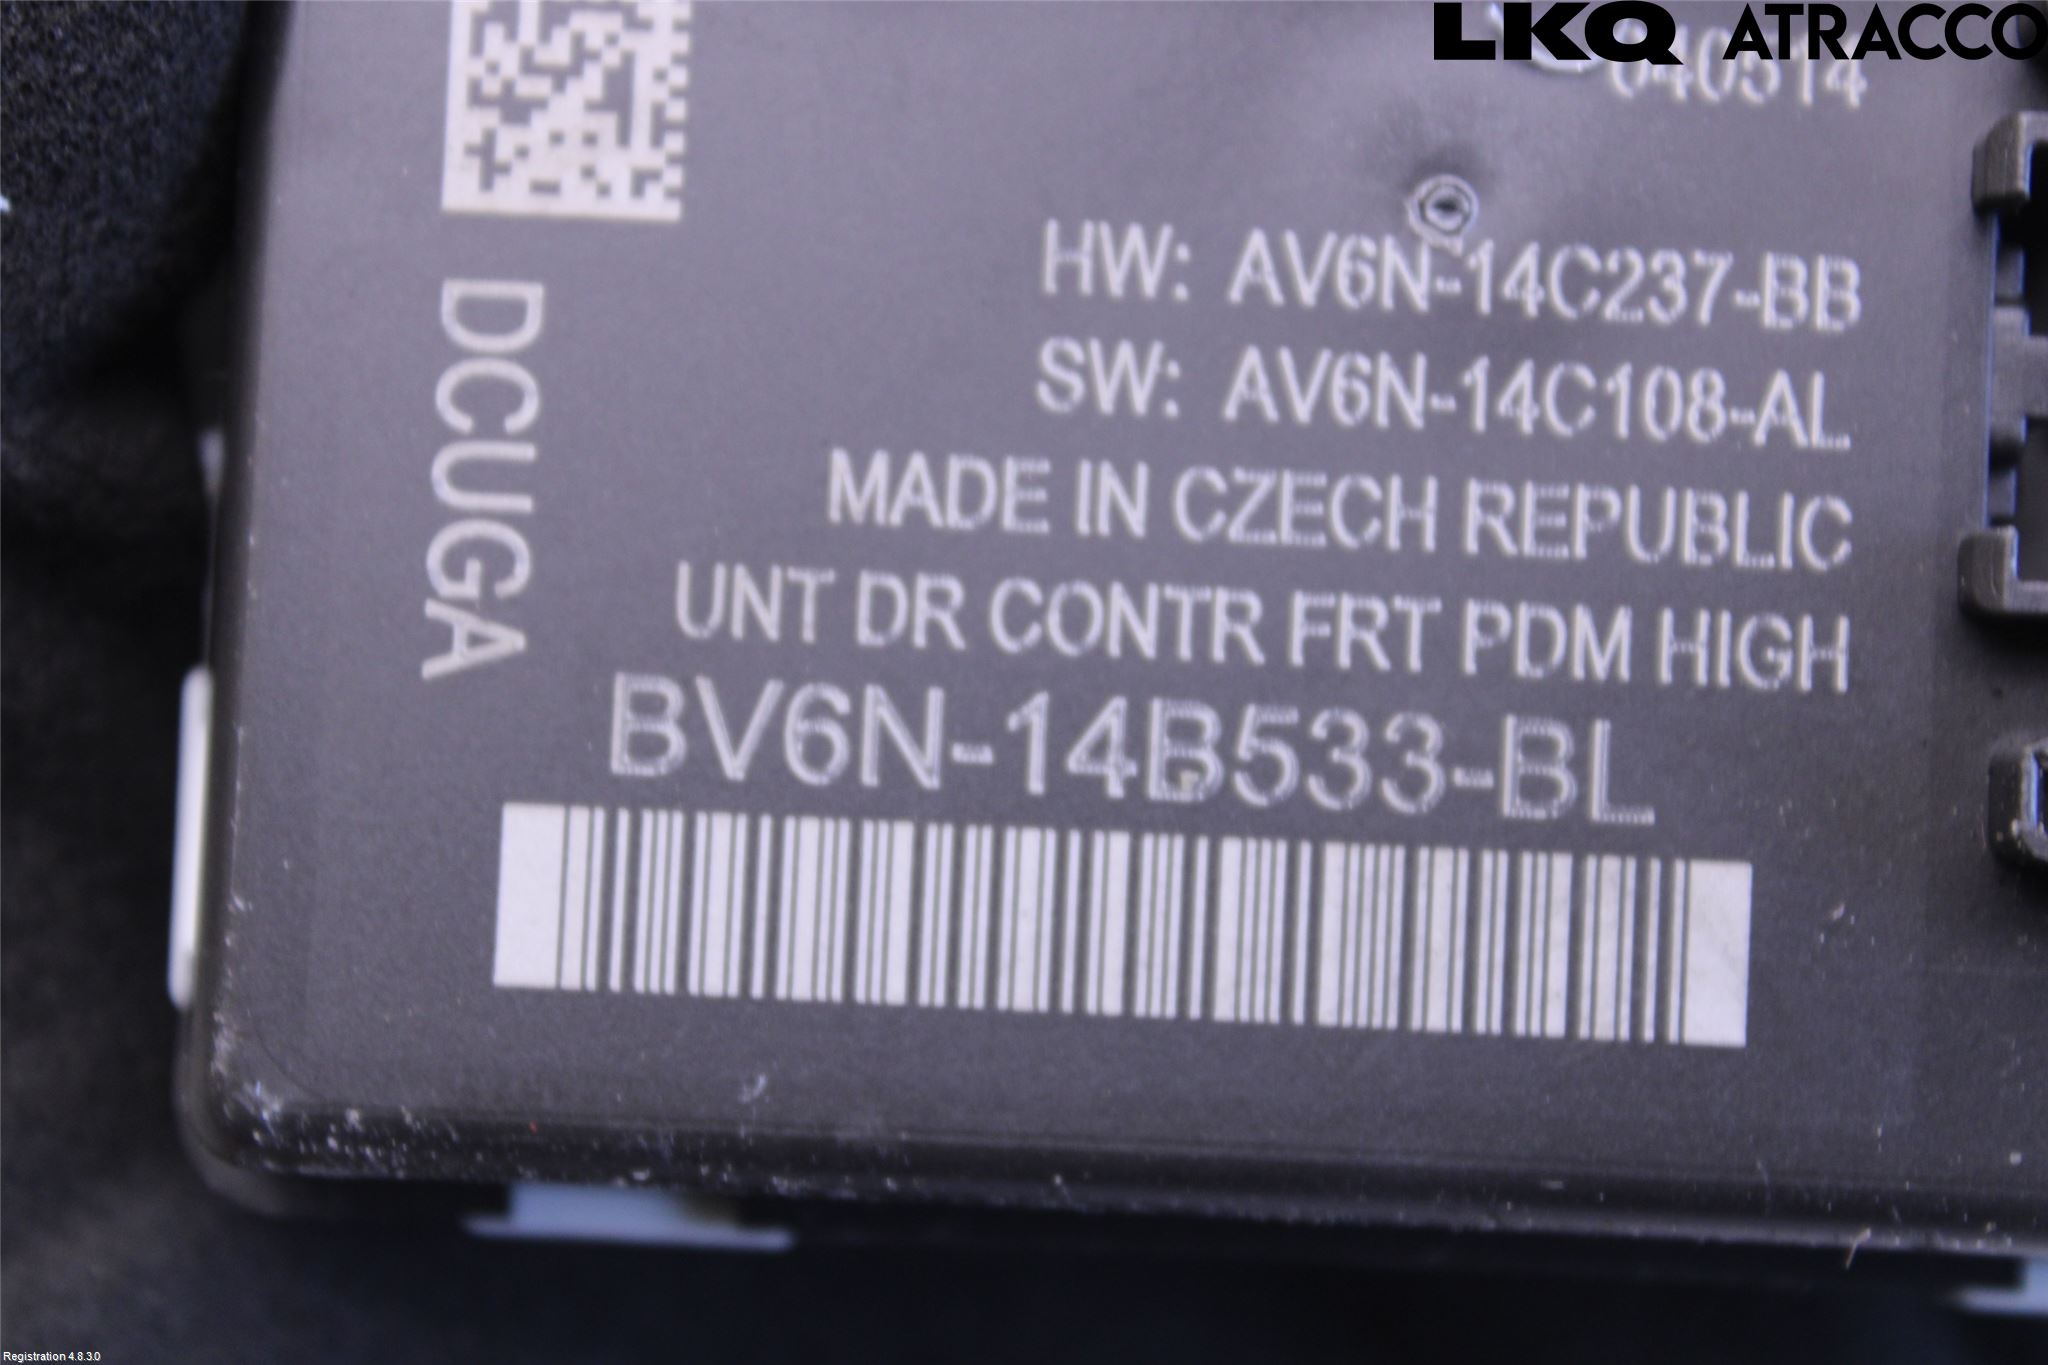 LKQ ATRACCO
040514
HW: AV6N-14C237-BB
SW: AV6N-14C108-AL
MADE IN CZECH REPUBLIC
UNT DR CONTR FRT PDM HIGH
BV6N-14B533-BL
DCUGA
Registration 4.8.3.0